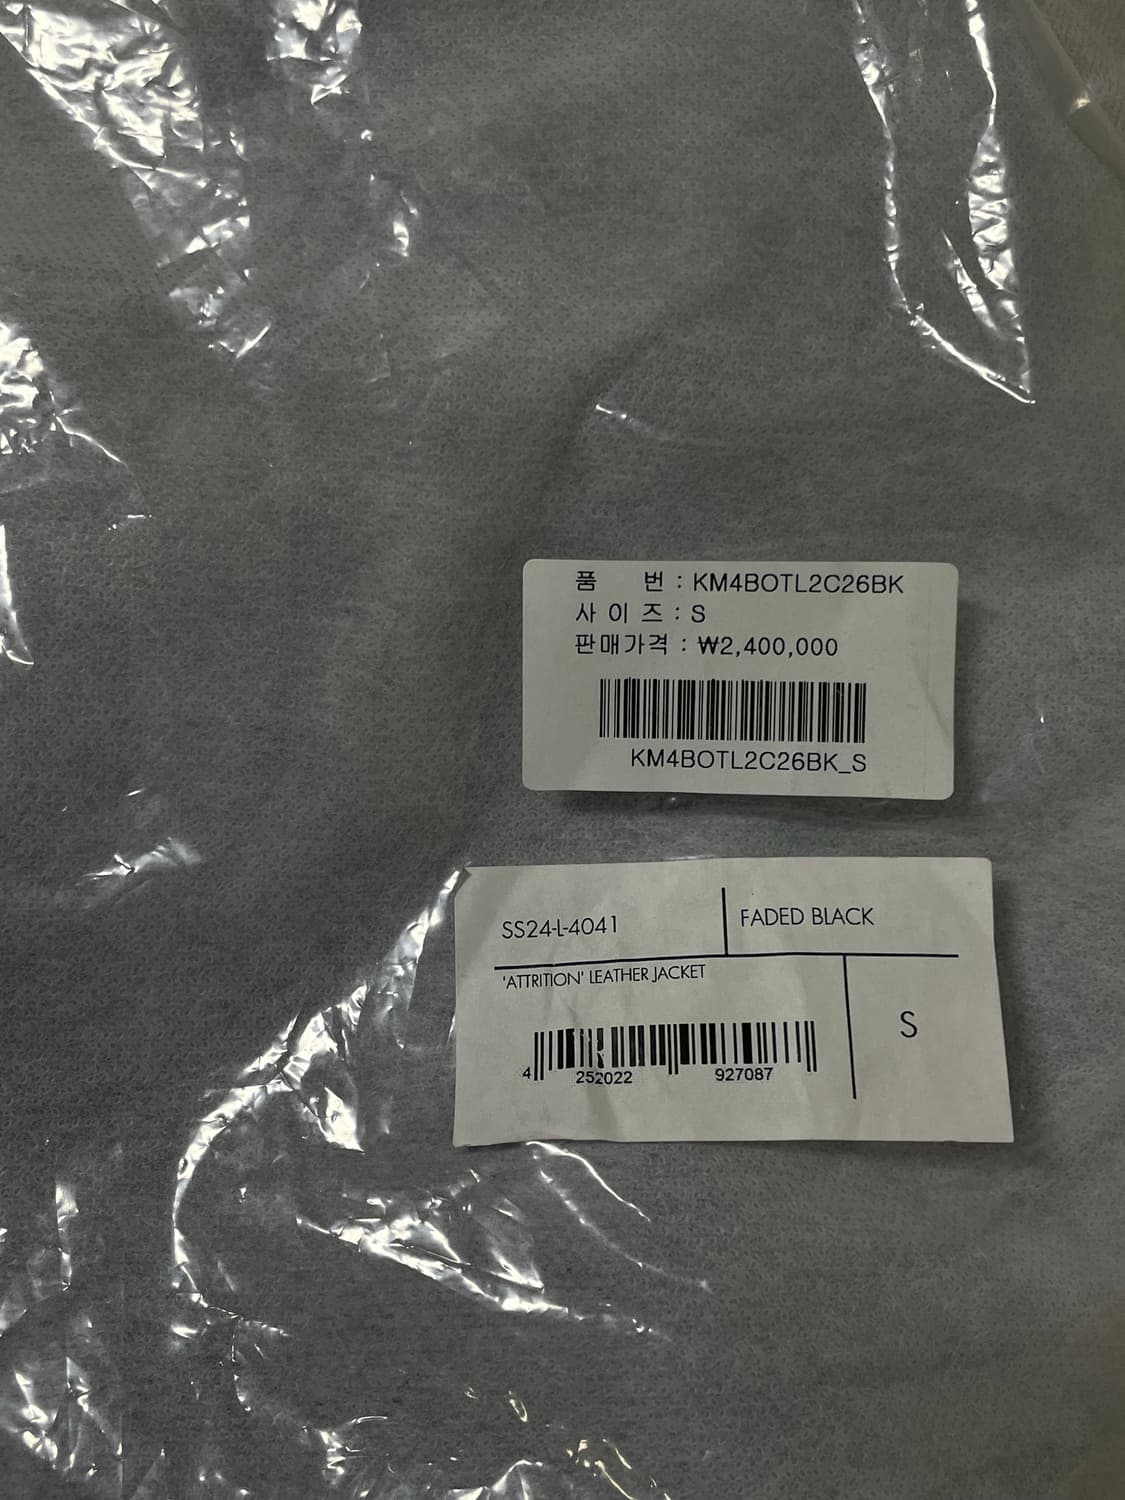 품 번 : KM4BOTL2C26BK
사 이 즈 : S
판매가격 : ₩2,400,000
KM4BOTL2C26BK_S
SS24-L-4041
FADED BLACK
'ATTRITION' LEATHER JACKET
S
4 252022 927087